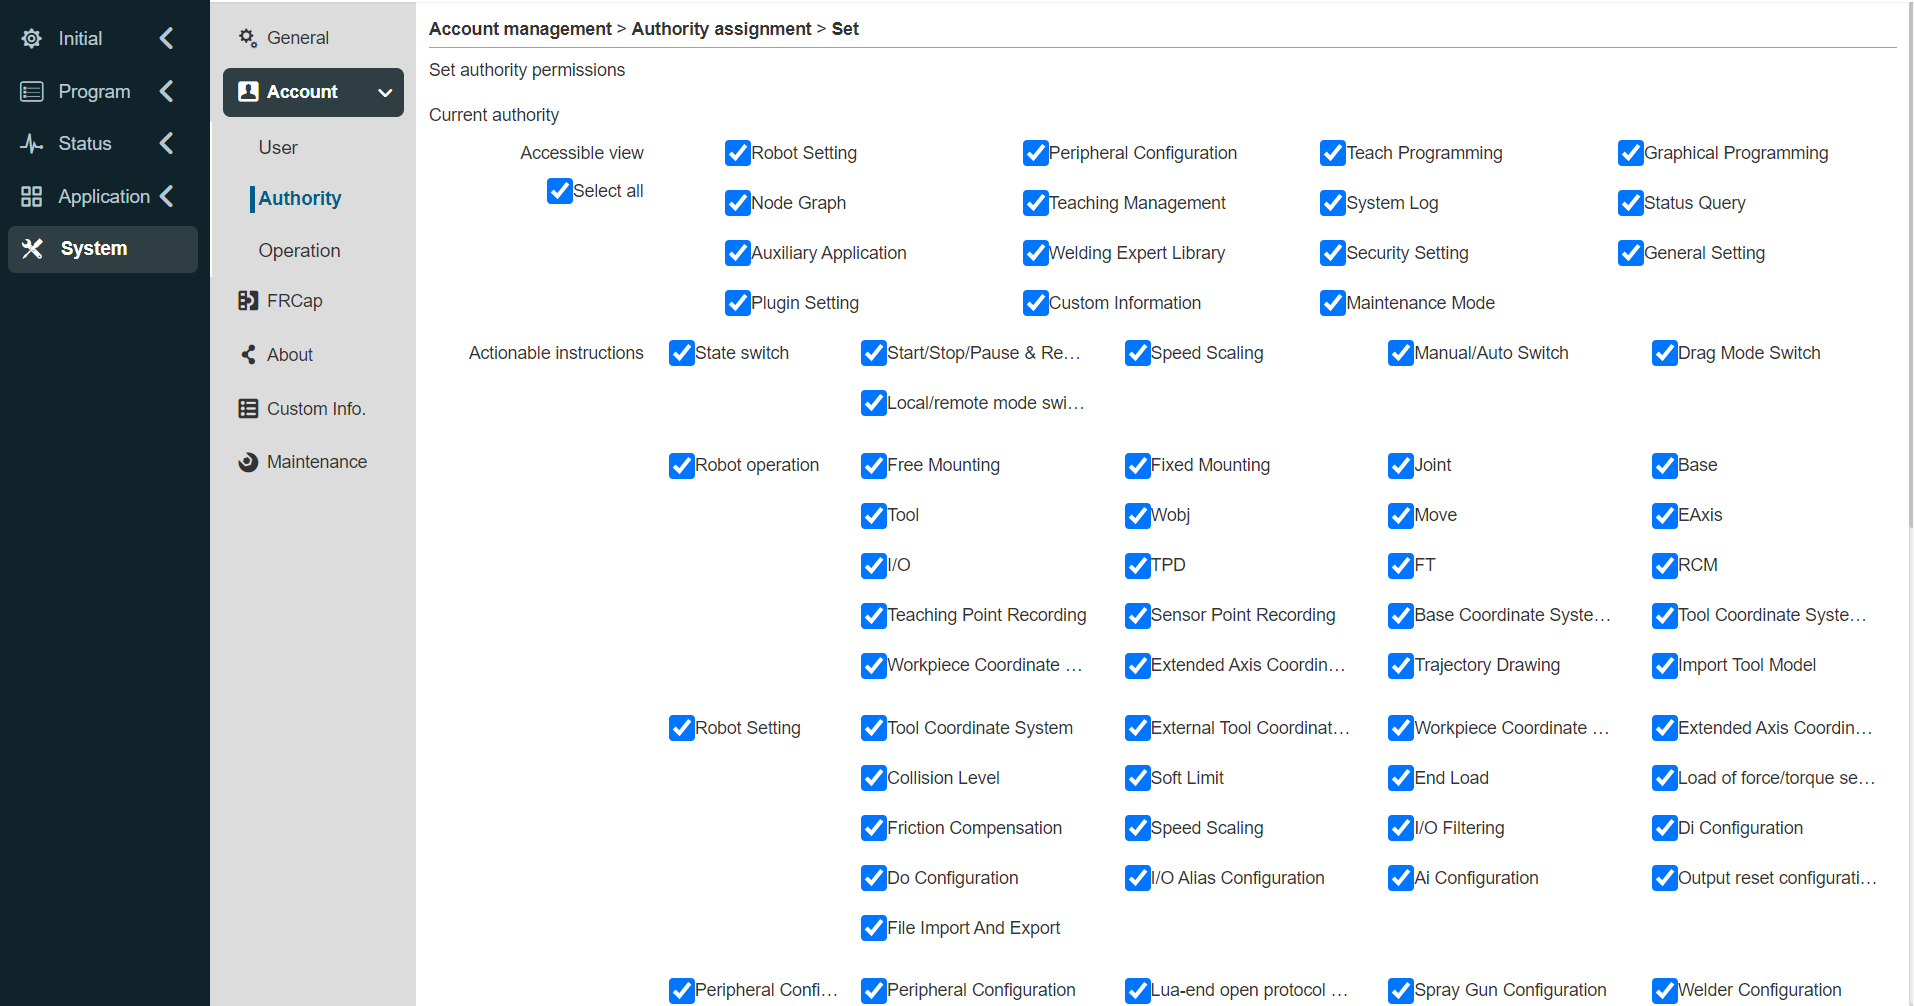 Initial
Program
Status
Application
System
General
Account
User
Authority
Operation
FRCap
About
Custom Info.
Maintenance
Account management > Authority assignment > Set
Set authority permissions
Current authority
Accessible view
Select all
Robot Setting Peripheral Configuration Teach Programming Graphical Programming
Node Graph Teaching Management System Log Status Query
Auxiliary Application Welding Expert Library Security Setting General Setting
Plugin Setting Custom Information Maintenance Mode
Actionable instructions
State switch Start/Stop/Pause & Re... Speed Scaling Manual/Auto Switch Drag Mode Switch
Local/remote mode swi...
Robot operation Free Mounting Fixed Mounting Joint Base
Tool Wobj Move EAxis
I/O TPD FT RCM
Teaching Point Recording Sensor Point Recording Base Coordinate Syste... Tool Coordinate Syste...
Workpiece Coordinate ... Extended Axis Coordin... Trajectory Drawing Import Tool Model
Robot Setting Tool Coordinate System External Tool Coordinat... Workpiece Coordinate ... Extended Axis Coordin...
Collision Level Soft Limit End Load Load of force/torque se...
Friction Compensation Speed Scaling I/O Filtering Di Configuration
Do Configuration I/O Alias Configuration Ai Configuration Output reset configurati...
File Import And Export
Peripheral Confi... Peripheral Configuration Lua-end open protocol ... Spray Gun Configuration Welder Configuration